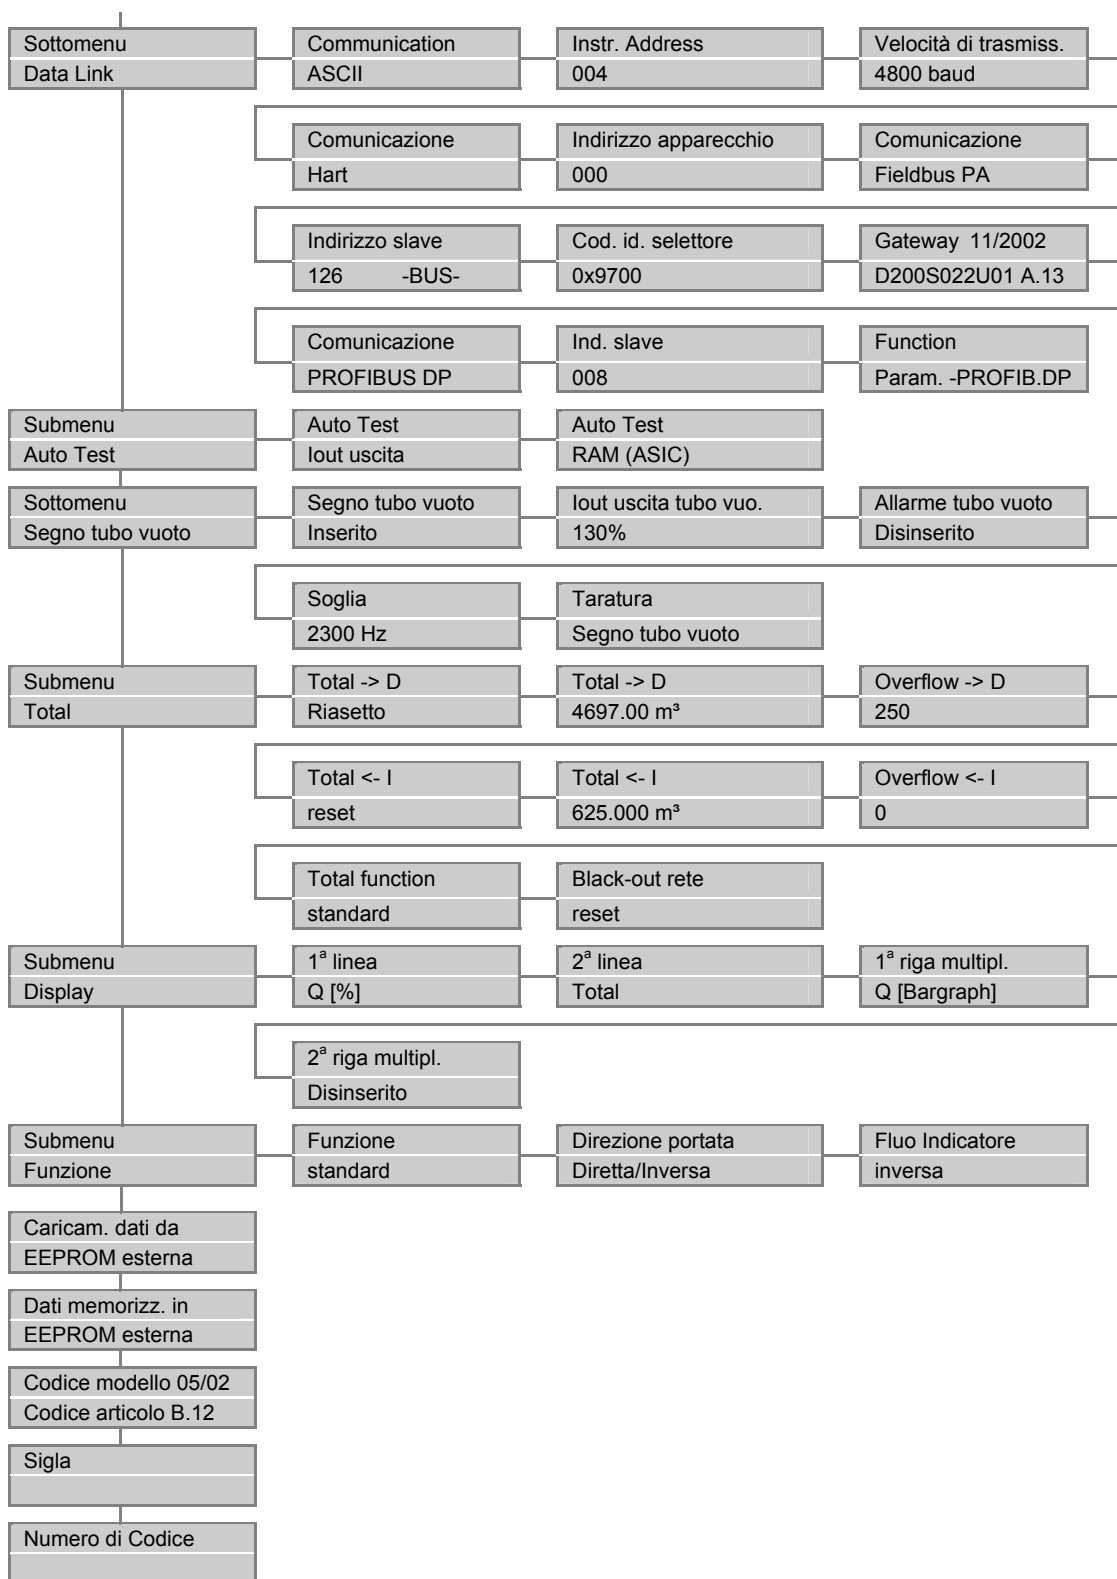 Sottomenu
Data Link
Communication
ASCII
Instr. Address
004
Velocità di trasmiss.
4800 baud
Comunicazione
Hart
Indirizzo apparecchio
000
Comunicazione
Fieldbus PA
Indirizzo slave
126 -BUS-
Cod. id. selettore
0x9700
Gateway 11/2002
D200S022U01 A.13
Comunicazione
PROFIBUS DP
Ind. slave
008
Function
Param. -PROFIB.DP
Submenu
Auto Test
Auto Test
Iout uscita
Auto Test
RAM (ASIC)
Sottomenu
Segno tubo vuoto
Segno tubo vuoto
Inserito
Iout uscita tubo vuo.
130%
Allarme tubo vuoto
Disinserito
Soglia
2300 Hz
Taratura
Segno tubo vuoto
Submenu
Total
Total -> D
Riasetto
Total -> D
4697.00 m³
Overflow -> D
250
Total <- I
reset
Total <- I
625.000 m³
Overflow <- I
0
Total function
standard
Black-out rete
reset
Submenu
Display
1ª linea
Q [%]
2ª linea
Total
1ª riga multipl.
Q [Bargraph]
2ª riga multipl.
Disinserito
Submenu
Funzione
Funzione
standard
Direzione portata
Diretta/Inversa
Fluo Indicatore
inversa
Caricam. dati da
EEPROM esterna
Dati memorizz. in
EEPROM esterna
Codice modello 05/02
Codice articolo B.12
Sigla
Numero di Codice